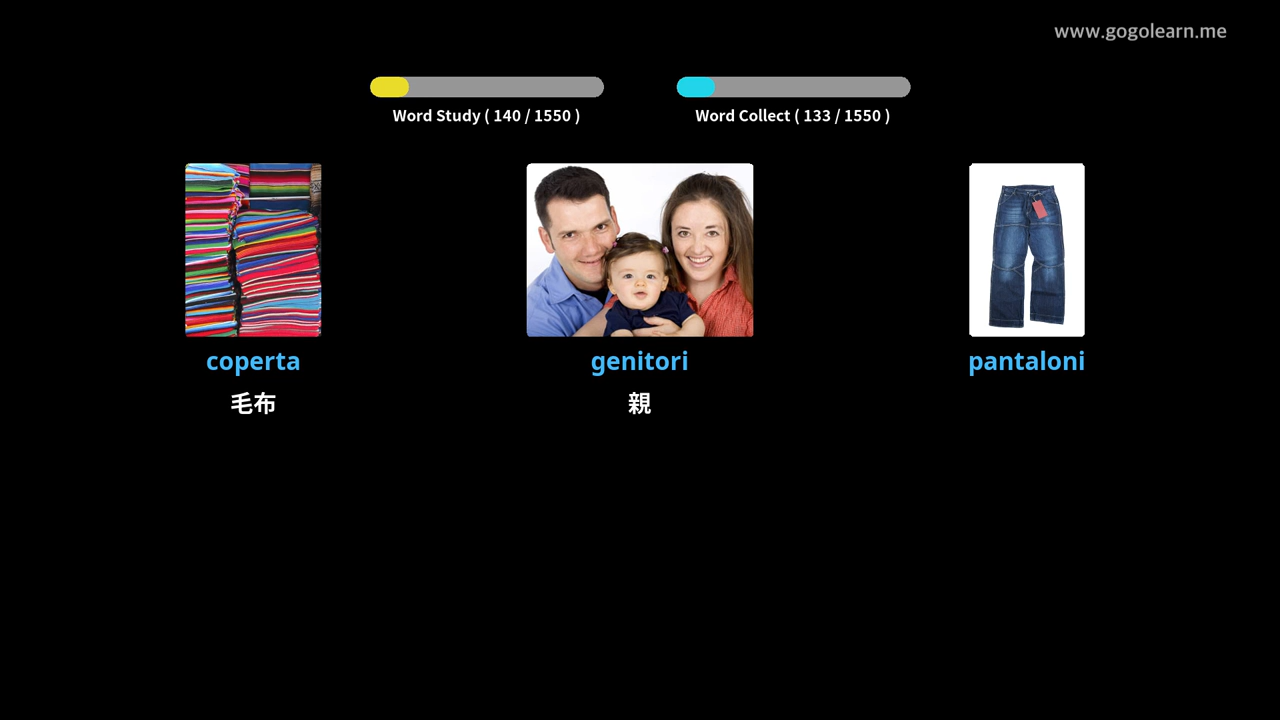 www.gogolearn.me
Word Study ( 140 / 1550 )
Word Collect ( 133 / 1550 )
coperta
genitori
pantaloni
毛布
親